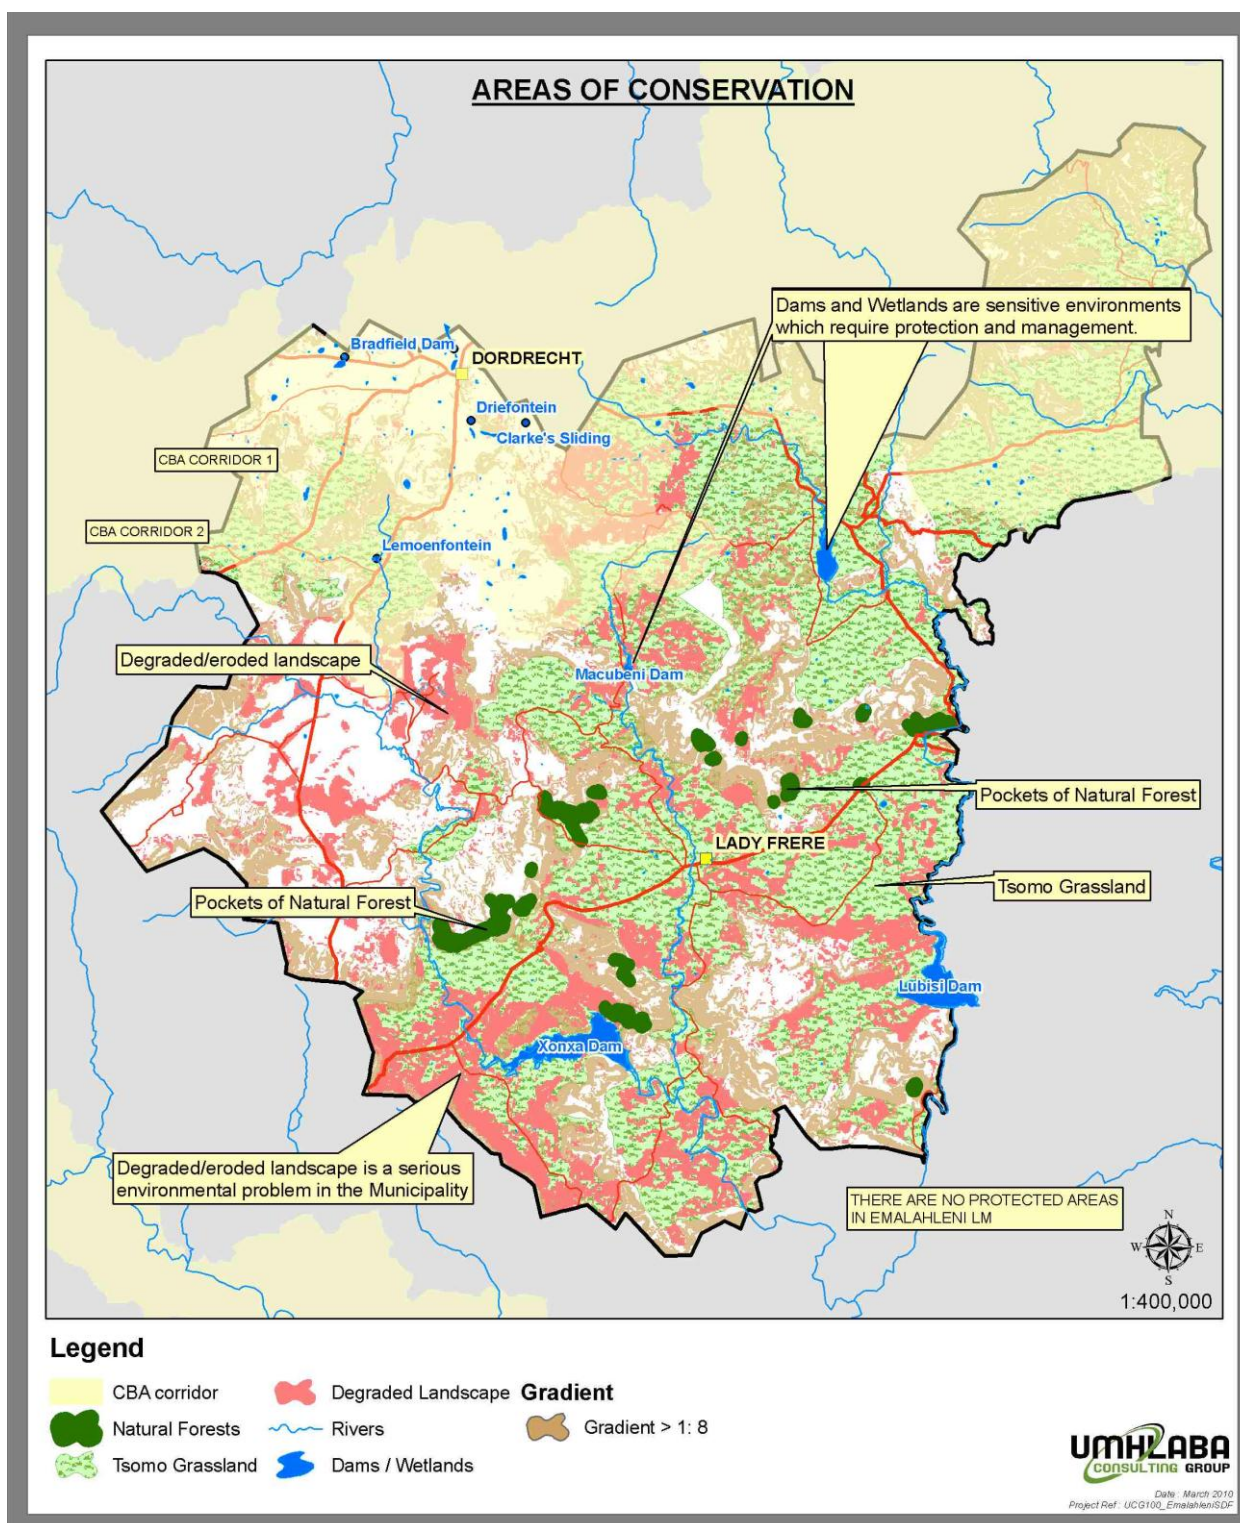 AREAS OF CONSERVATION
Dams and Wetlands are sensitive environments
which require protection and management.
Bradfield Dam
DORDRECHT
Driefontein
Clarke's Sliding
CBA CORRIDOR 1
CBA CORRIDOR 2
Lemoenfontein
Degraded/eroded landscape
Macubeni Dam
Pockets of Natural Forest
LADY FRERE
Tsomo Grassland
Pockets of Natural Forest
Lubisi Dam
Xonxa Dam
Degraded/eroded landscape is a serious
environmental problem in the Municipality
THERE ARE NO PROTECTED AREAS
IN EMALAHLENI LM
N
W E
S
1:400,000
Legend
CBA corridor
Degraded Landscape
Gradient
Natural Forests
Rivers
Gradient > 1: 8
Tsomo Grassland
Dams / Wetlands
UMHLABA
CONSULTING GROUP
Date : March 2010
Project Ref : UCG100_EmalahleniSDF